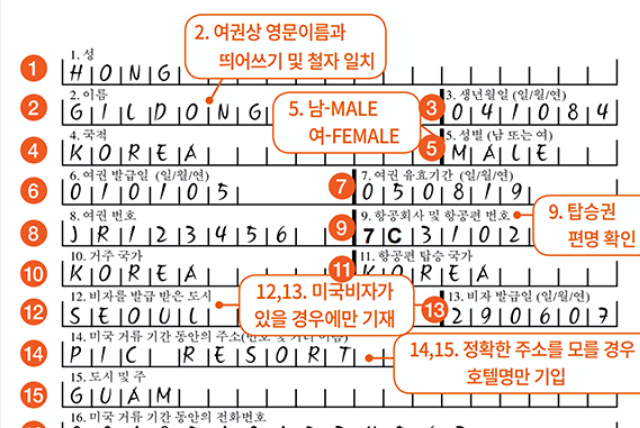 2. 여권상 영문이름과
띄어쓰기 및 철자 일치
1 1. 성
HONG
2 2. 이름
GILDONG
5. 남-MALE
여-FEMALE
3 3. 생년월일 (일/월/연)
041084
4 4. 국적
KOREA
5 5. 성별 (남 또는 여)
MALE
6 6. 여권 발급일 (일/월/연)
010105
7 7. 여권 유효기간 (일/월/연)
050819
8 8. 여권 번호
JR123456
9 9. 항공회사 및 항공편 번호
7C3102
9. 탑승권
편명 확인
10 10. 거주 국가
KOREA
11 11. 항공편 탑승 국가
KOREA
12 12. 비자를 발급 받은 도시
SEOUL
12,13. 미국비자가
있을 경우에만 기재
13 13. 비자 발급일 (일/월/연)
290607
14 14. 미국 거류 기간 동안의 주소(번호 및 거리 이름)
PIC RESORT
14,15. 정확한 주소를 모를 경우
호텔명만 기입
15 15. 도시 및 주
GUAM
16. 미국 거류 기간 동안의 전화번호